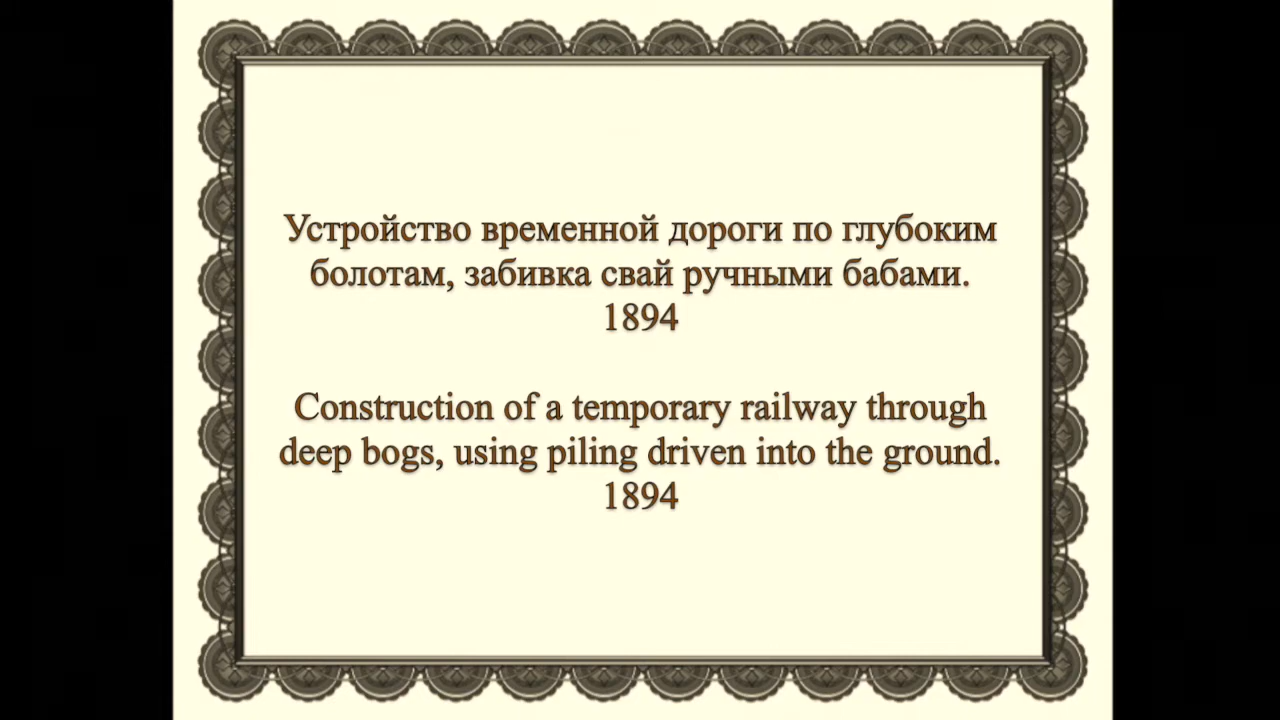 Устройство временной дороги по глубоким
болотам, забивка свай ручными бабами.
1894
Construction of a temporary railway through
deep bogs, using piling driven into the ground.
1894